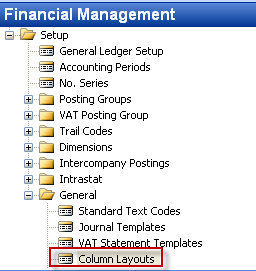 Financial Management
Setup
General Ledger Setup
Accounting Periods
No. Series
Posting Groups
VAT Posting Group
Trail Codes
Dimensions
Intercompany Postings
Intrastat
General
Standard Text Codes
Journal Templates
VAT Statement Templates
Column Layouts